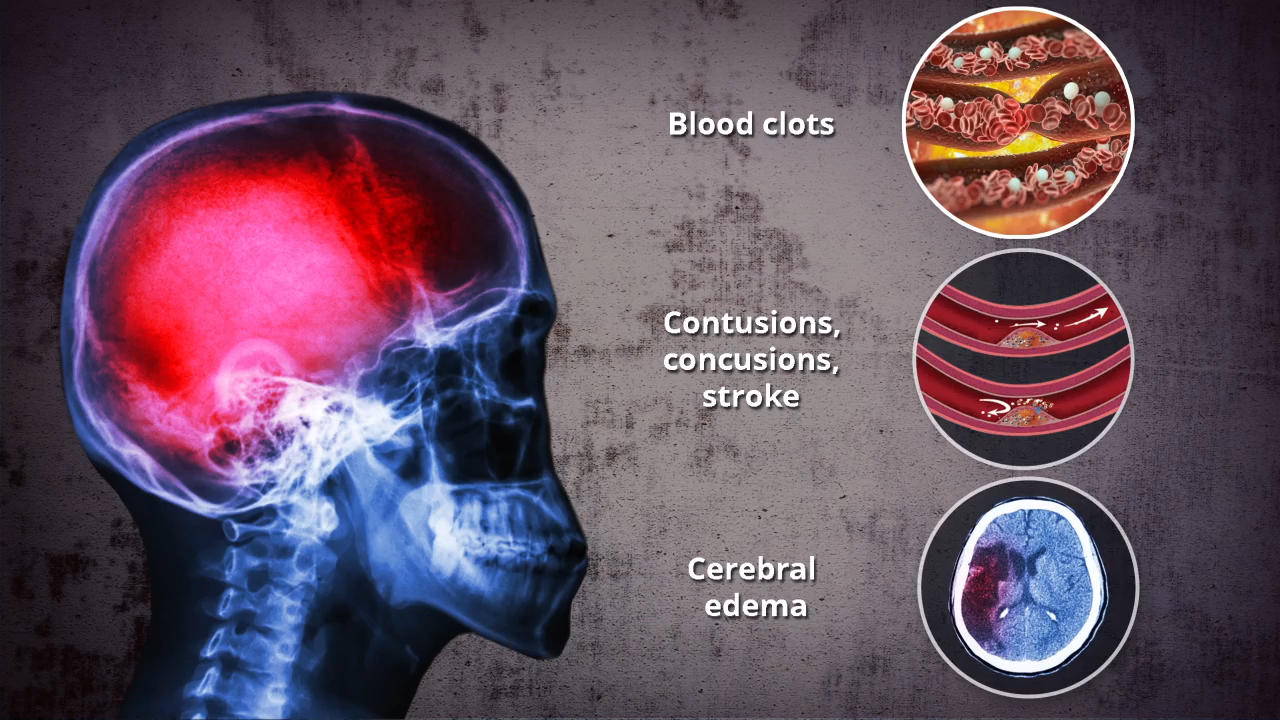 Blood clots
Contusions,
concusions,
stroke
Cerebral
edema